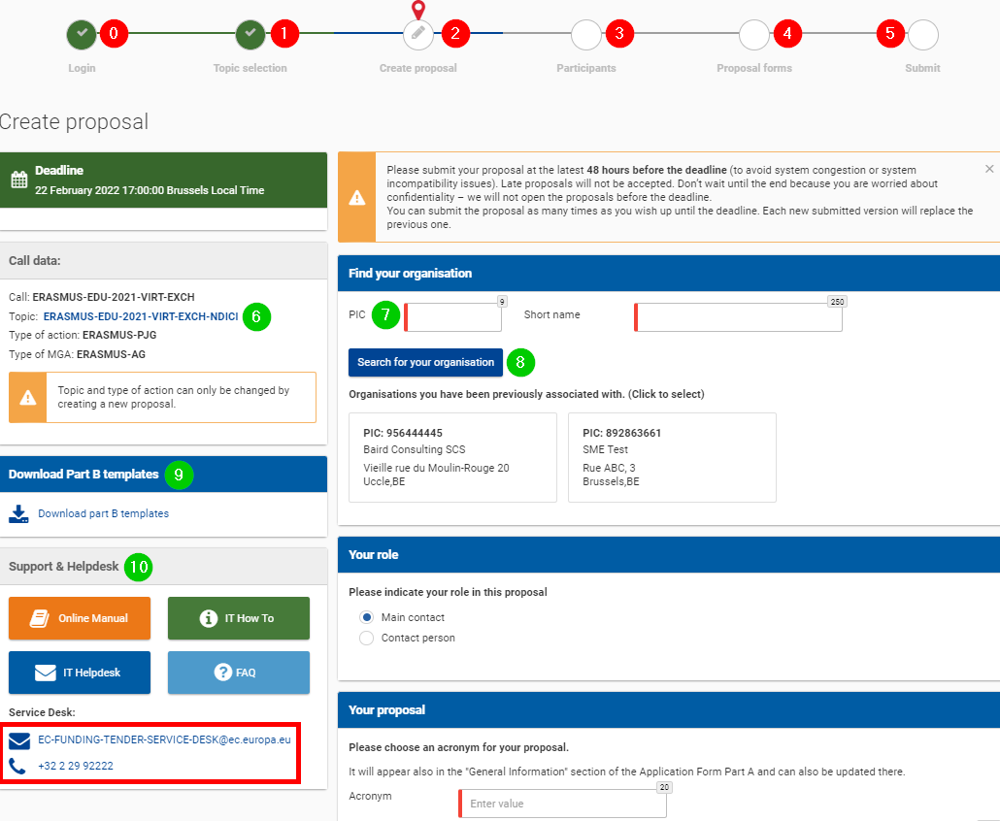 0
1
2
3
4
5
Login
Topic selection
Create proposal
Participants
Proposal forms
Submit
Create proposal
Deadline
22 February 2022 17:00:00 Brussels Local Time
Call data:
Call: ERASMUS-EDU-2021-VIRT-EXCH
Topic: ERASMUS-EDU-2021-VIRT-EXCH-NDICI 6
Type of action: ERASMUS-PJG
Type of MGA: ERASMUS-AG
Topic and type of action can only be changed by
creating a new proposal.
Download Part B templates 9
Download part B templates
Support & Helpdesk 10
Online Manual
IT How To
IT Helpdesk
FAQ
Service Desk:
EC-FUNDING-TENDER-SERVICE-DESK@ec.europa.eu
+32 2 29 92222
Please submit your proposal at the latest 48 hours before the deadline (to avoid system congestion or system
incompatibility issues). Late proposals will not be accepted. Don't wait until the end because you are worried about
confidentiality – we will not open the proposals before the deadline.
You can submit the proposal as many times as you wish up until the deadline. Each new submitted version will replace the
previous one.
Find your organisation
PIC 7 9 Short name 250
Search for your organisation 8
Organisations you have been previously associated with. (Click to select)
PIC: 956444445
Baird Consulting SCS
Vieille rue du Moulin-Rouge 20
Uccle,BE
PIC: 892863661
SME Test
Rue ABC, 3
Brussels,BE
Your role
Please indicate your role in this proposal
Main contact
Contact person
Your proposal
Please choose an acronym for your proposal.
It will appear also in the "General Information" section of the Application Form Part A and can also be updated there.
Acronym Enter value 20